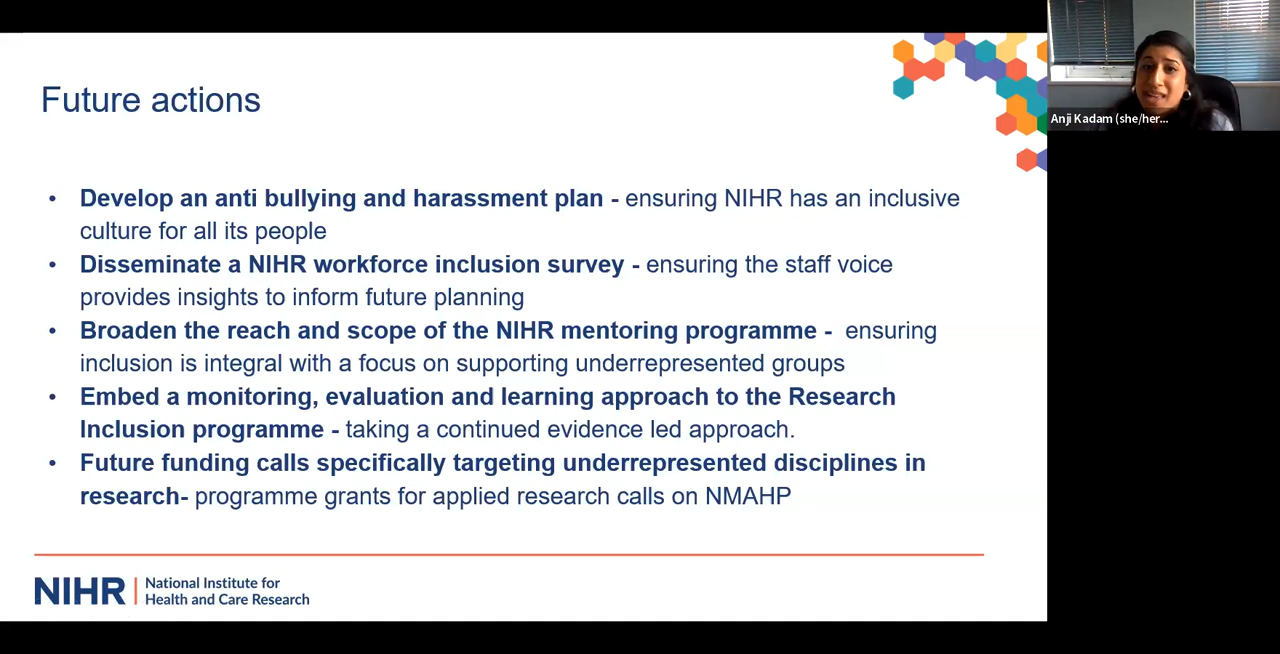 Future actions
• Develop an anti bullying and harassment plan - ensuring NIHR has an inclusive
culture for all its people
• Disseminate a NIHR workforce inclusion survey - ensuring the staff voice
provides insights to inform future planning
• Broaden the reach and scope of the NIHR mentoring programme -  ensuring
inclusion is integral with a focus on supporting underrepresented groups
• Embed a monitoring, evaluation and learning approach to the Research
Inclusion programme - taking a continued evidence led approach.
• Future funding calls specifically targeting underrepresented disciplines in
research- programme grants for applied research calls on NMAHP
NIHR | National Institute for
Health and Care Research
Anji Kadam (she/her...